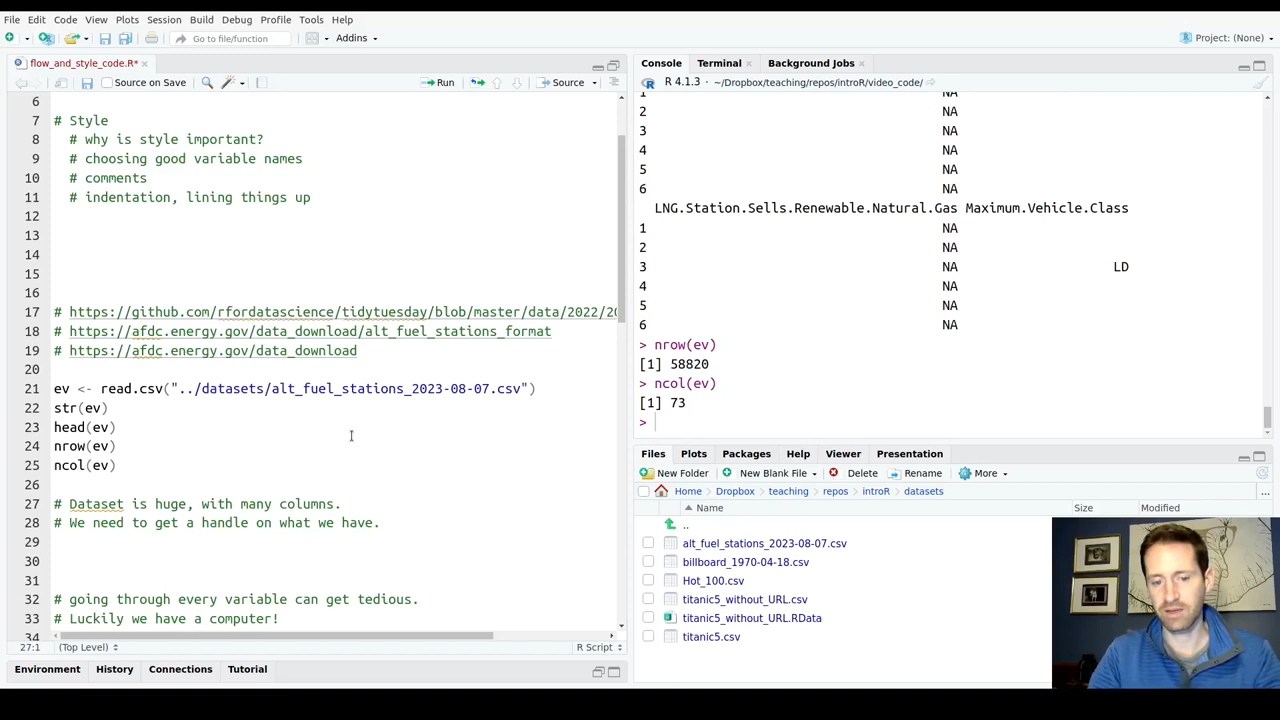 File Edit Code View Plots Session Build Debug Profile Tools Help
Go to file/function Addins Project: (None)
flow_and_style_code.R*
Source on Save Run Source
6
7 # Style
8 # why is style important?
9 # choosing good variable names
10 # comments
11 # indentation, lining things up
12
13
14
15
16
17 # https://github.com/rfordatascience/tidytuesday/blob/master/data/2022/20
18 # https://afdc.energy.gov/data_download/alt_fuel_stations_format
19 # https://afdc.energy.gov/data_download
20
21 ev <- read.csv("../datasets/alt_fuel_stations_2023-08-07.csv")
22 str(ev)
23 head(ev)
24 nrow(ev)
25 ncol(ev)
26
27 # Dataset is huge, with many columns.
28 # We need to get a handle on what we have.
29
30
31
32 # going through every variable can get tedious.
33 # Luckily we have a computer!
34
27:1 (Top Level) R Script
Environment History Connections Tutorial
Console Terminal Background Jobs
R 4.1.3 · ~/Dropbox/teaching/repos/introR/video_code/
1 NA
2 NA
3 NA
4 NA
5 NA
6 NA
LNG.Station.Sells.Renewable.Natural.Gas Maximum.Vehicle.Class
1 NA
2 NA
3 NA LD
4 NA
5 NA
6 NA
> nrow(ev)
[1] 58820
> ncol(ev)
[1] 73
>
Files Plots Packages Help Viewer Presentation
New Folder New Blank File Delete Rename More
Home Dropbox teaching repos introR datasets ...
Name Size Modified
..
alt_fuel_stations_2023-08-07.csv
billboard_1970-04-18.csv
Hot_100.csv
titanic5_without_URL.csv
titanic5_without_URL.RData
titanic5.csv